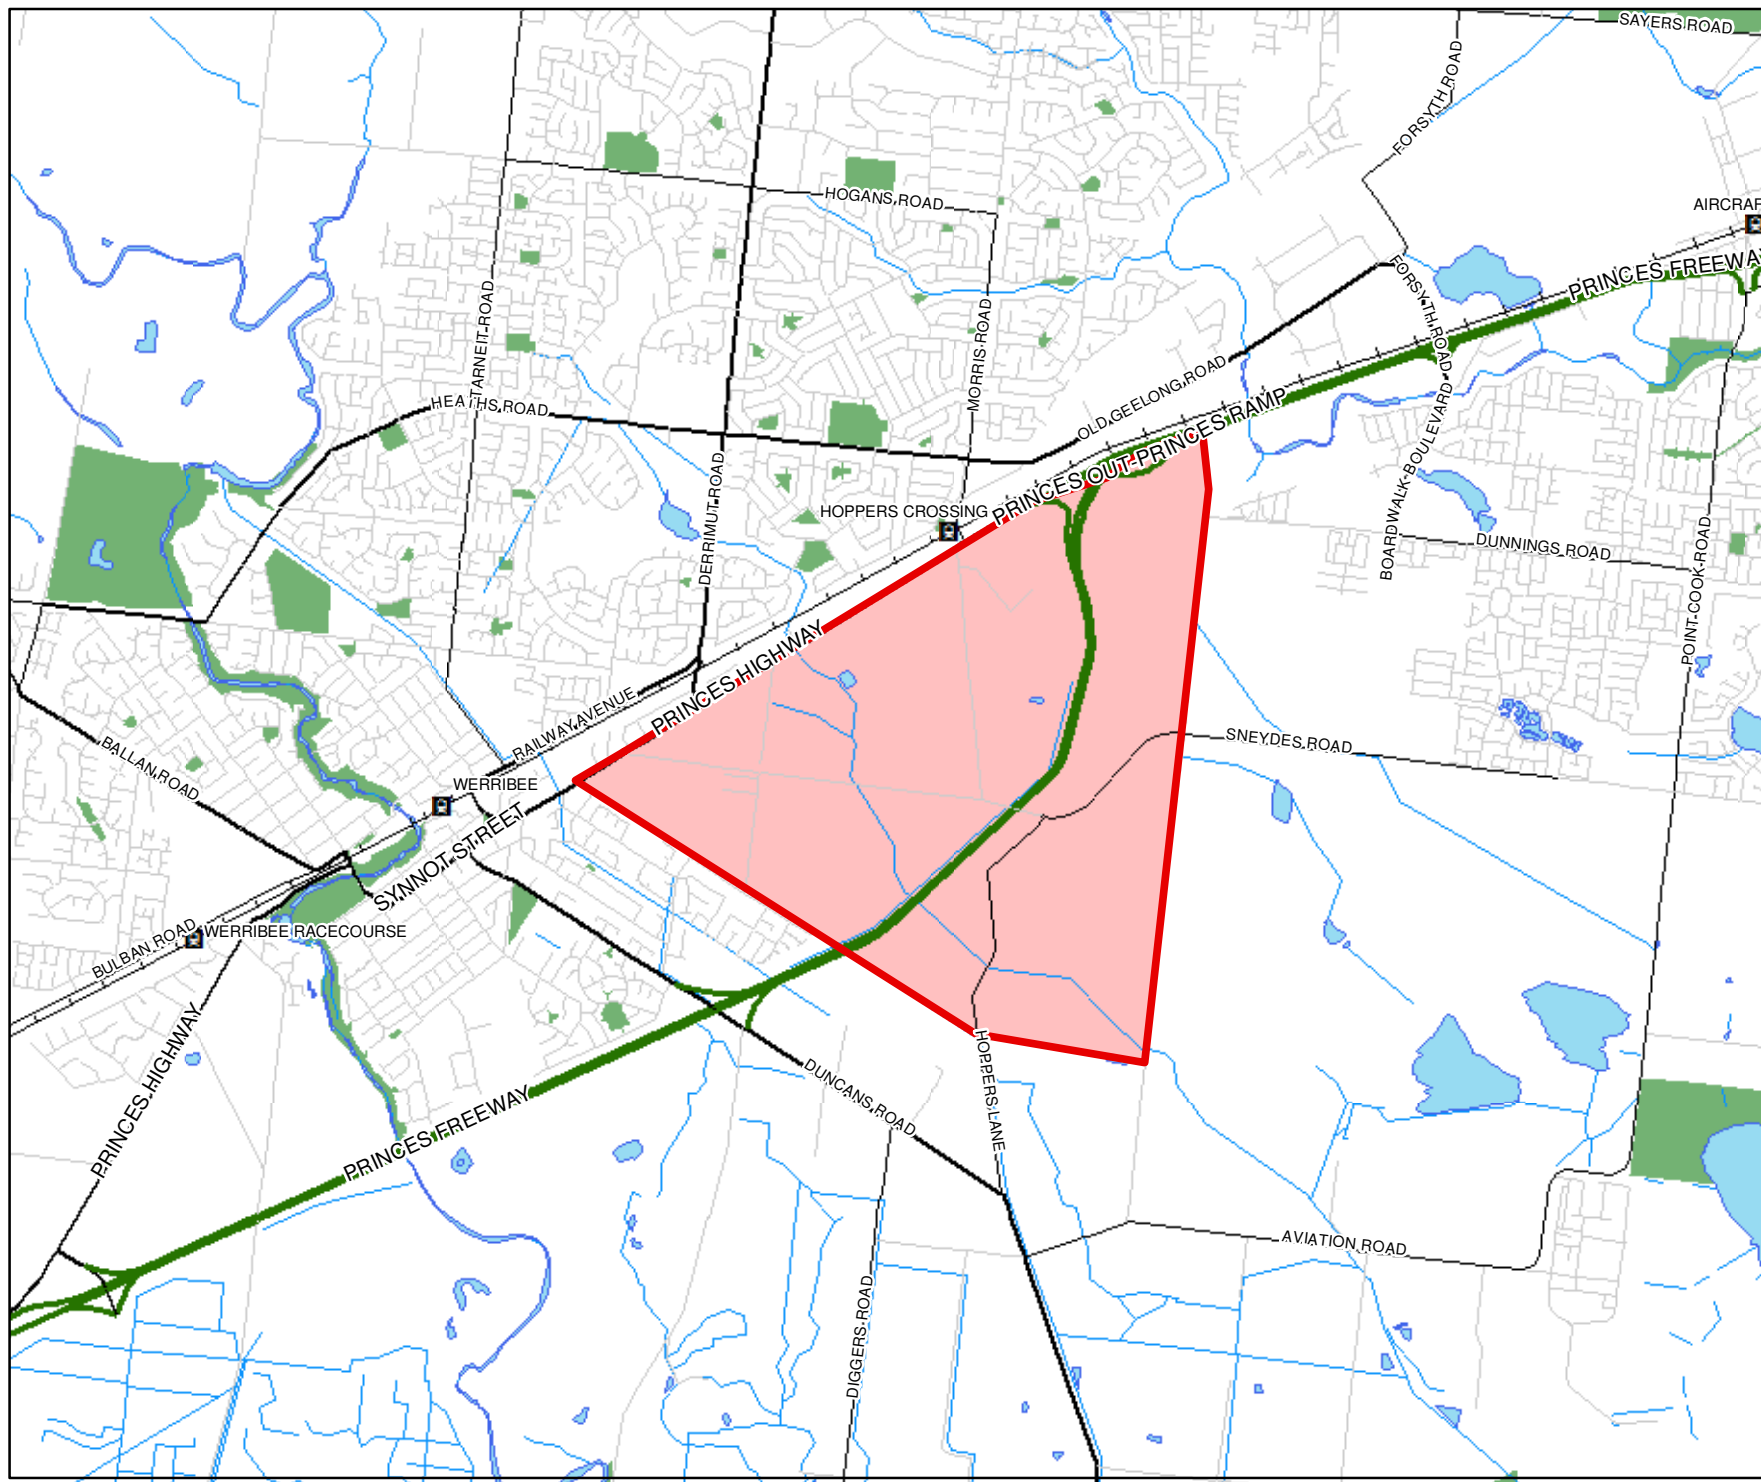 SAYERS ROAD
FORSYTH ROAD
HOGANS ROAD
AIRCRAF
PRINCES FREEWA
FORSYTH ROAD
TARNEIT ROAD
MORRIS ROAD
OLD GEELONG ROAD
HEATHS ROAD
PRINCES OUT-PRINCES RAMP
BOARDWALK BOULEVARD
DERRIMUT ROAD
HOPPERS CROSSING
DUNNINGS ROAD
POINT COOK ROAD
PRINCES HIGHWAY
RAILWAY AVENUE
SNEYDES ROAD
BALLAN ROAD
WERRIBEE
SYNNOT STREET
BULBAN ROAD
WERRIBEE RACECOURSE
PRINCES HIGHWAY
HOPPERS LANE
DUNCANS ROAD
PRINCES FREEWAY
AVIATION ROAD
DIGGERS ROAD